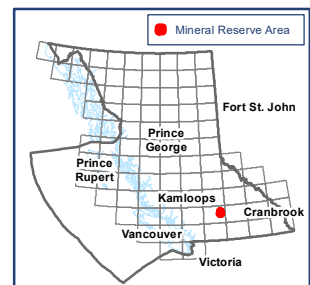 Mineral Reserve Area
Fort St. John
Prince
George
Prince
Rupert
Kamloops
Cranbrook
Vancouver
Victoria